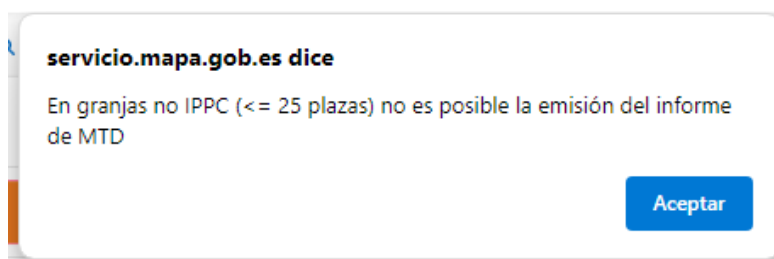 servicio.mapa.gob.es dice
En granjas no IPPC (<= 25 plazas) no es posible la emisión del informe
de MTD
Aceptar